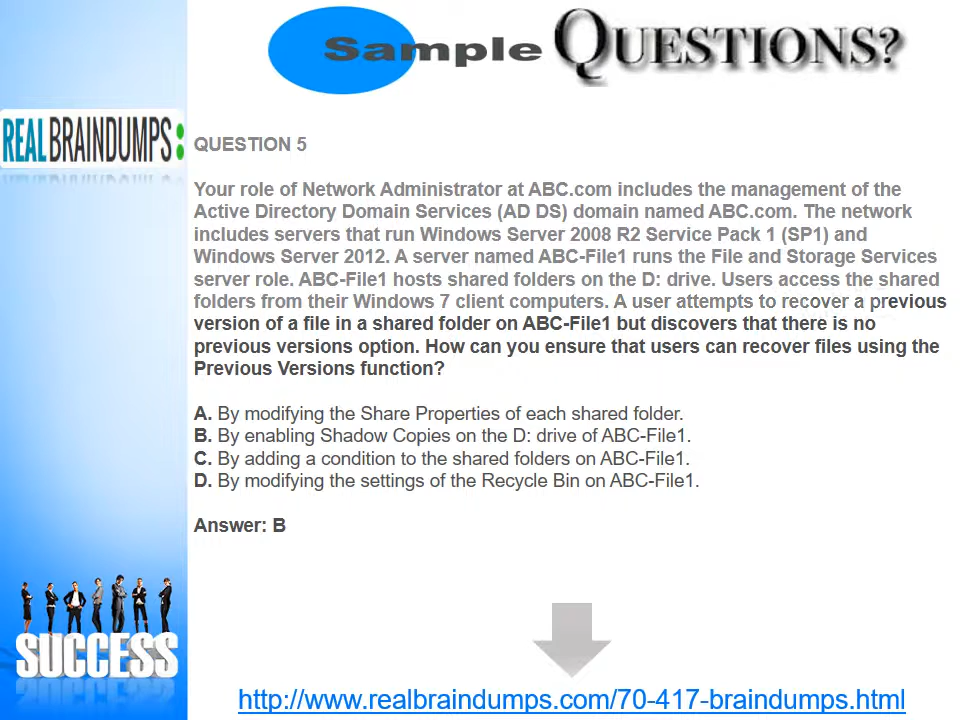 Sample QUESTIONS?
REALBRAINDUMPS:
QUESTION 5
Your role of Network Administrator at ABC.com includes the management of the
Active Directory Domain Services (AD DS) domain named ABC.com. The network
includes servers that run Windows Server 2008 R2 Service Pack 1 (SP1) and
Windows Server 2012. A server named ABC-File1 runs the File and Storage Services
server role. ABC-File1 hosts shared folders on the D: drive. Users access the shared
folders from their Windows 7 client computers. A user attempts to recover a previous
version of a file in a shared folder on ABC-File1 but discovers that there is no
previous versions option. How can you ensure that users can recover files using the
Previous Versions function?
A. By modifying the Share Properties of each shared folder.
B. By enabling Shadow Copies on the D: drive of ABC-File1.
C. By adding a condition to the shared folders on ABC-File1.
D. By modifying the settings of the Recycle Bin on ABC-File1.
Answer: B
SUCCESS
http://www.realbraindumps.com/70-417-braindumps.html